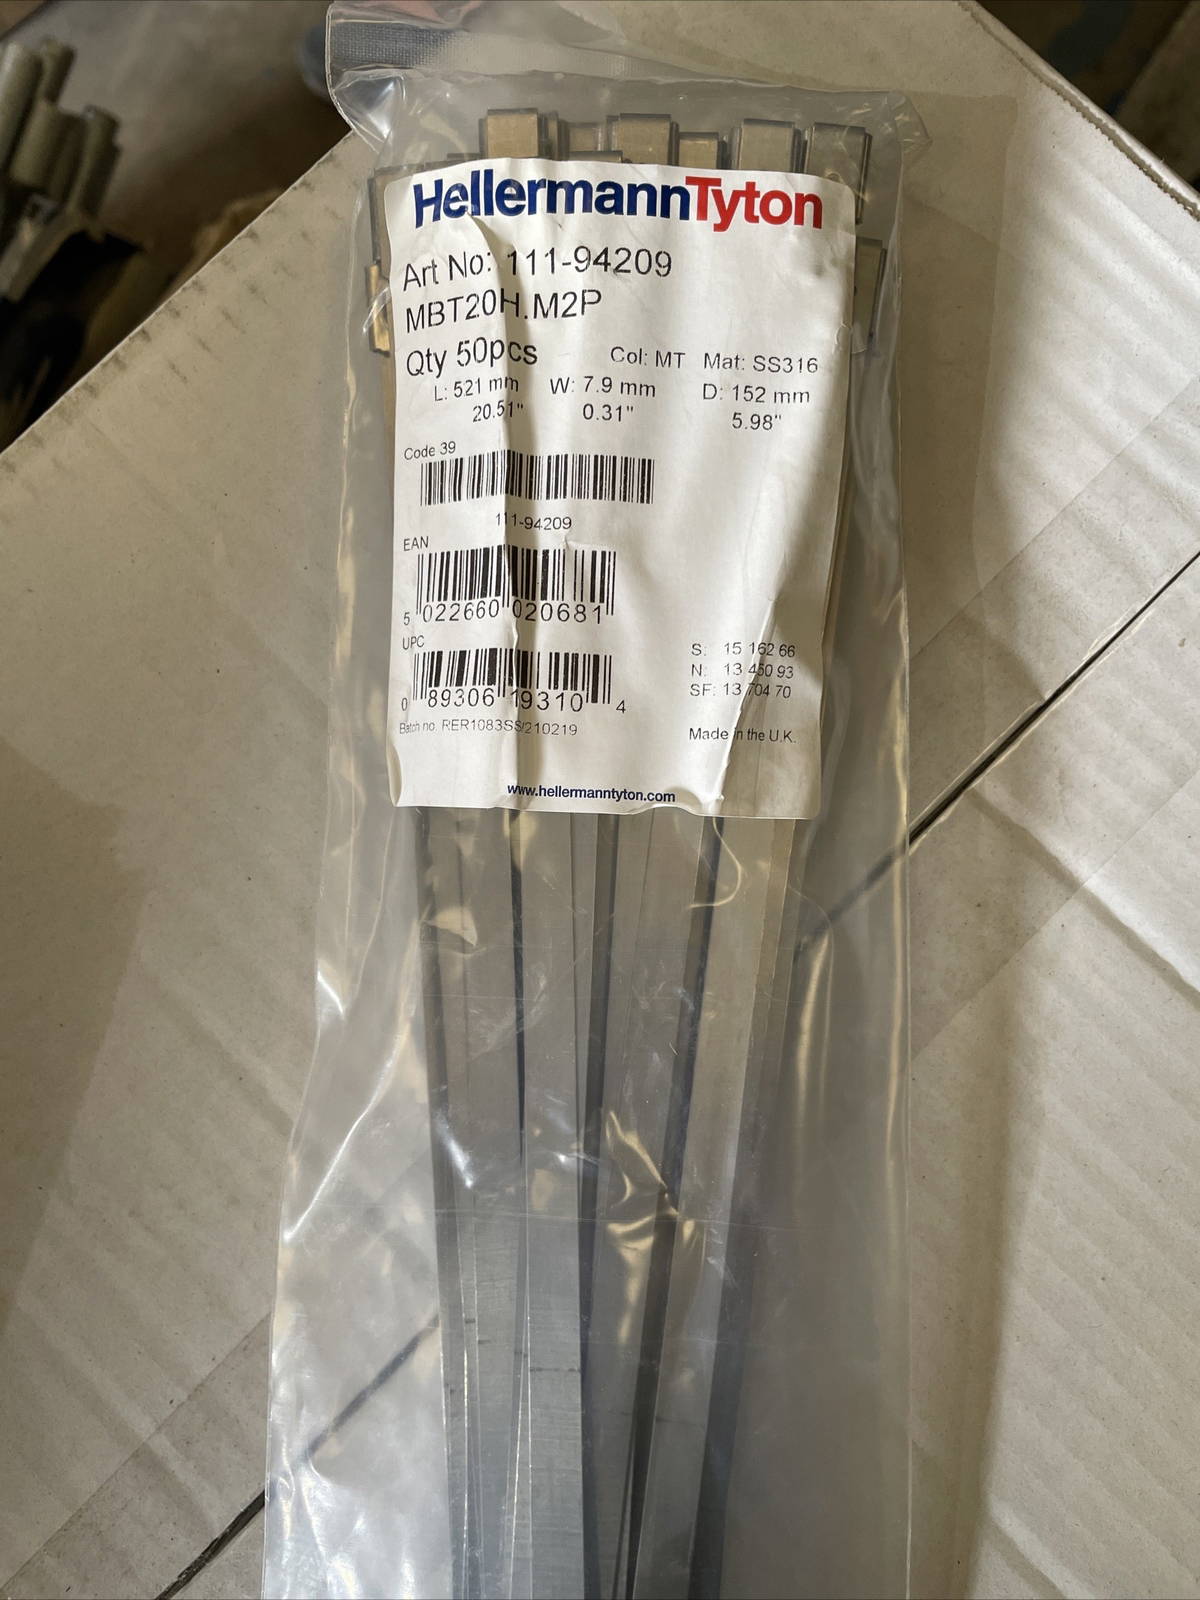 HellermannTyton
Art No: 111-94209
MBT20H.M2P
Qty 50pcs Col: MT Mat: SS316
L: 521 mm W: 7.9 mm D: 152 mm
20.51" 0.31" 5.98"
Code 39
111-94209
EAN
5 022660 020681
UPC
0 89306 19310 4
S: 15 162 66
N: 13 450 93
SF: 13 704 70
Batch no. RER1083SS/210219
Made in the U.K.
www.hellermanntyton.com